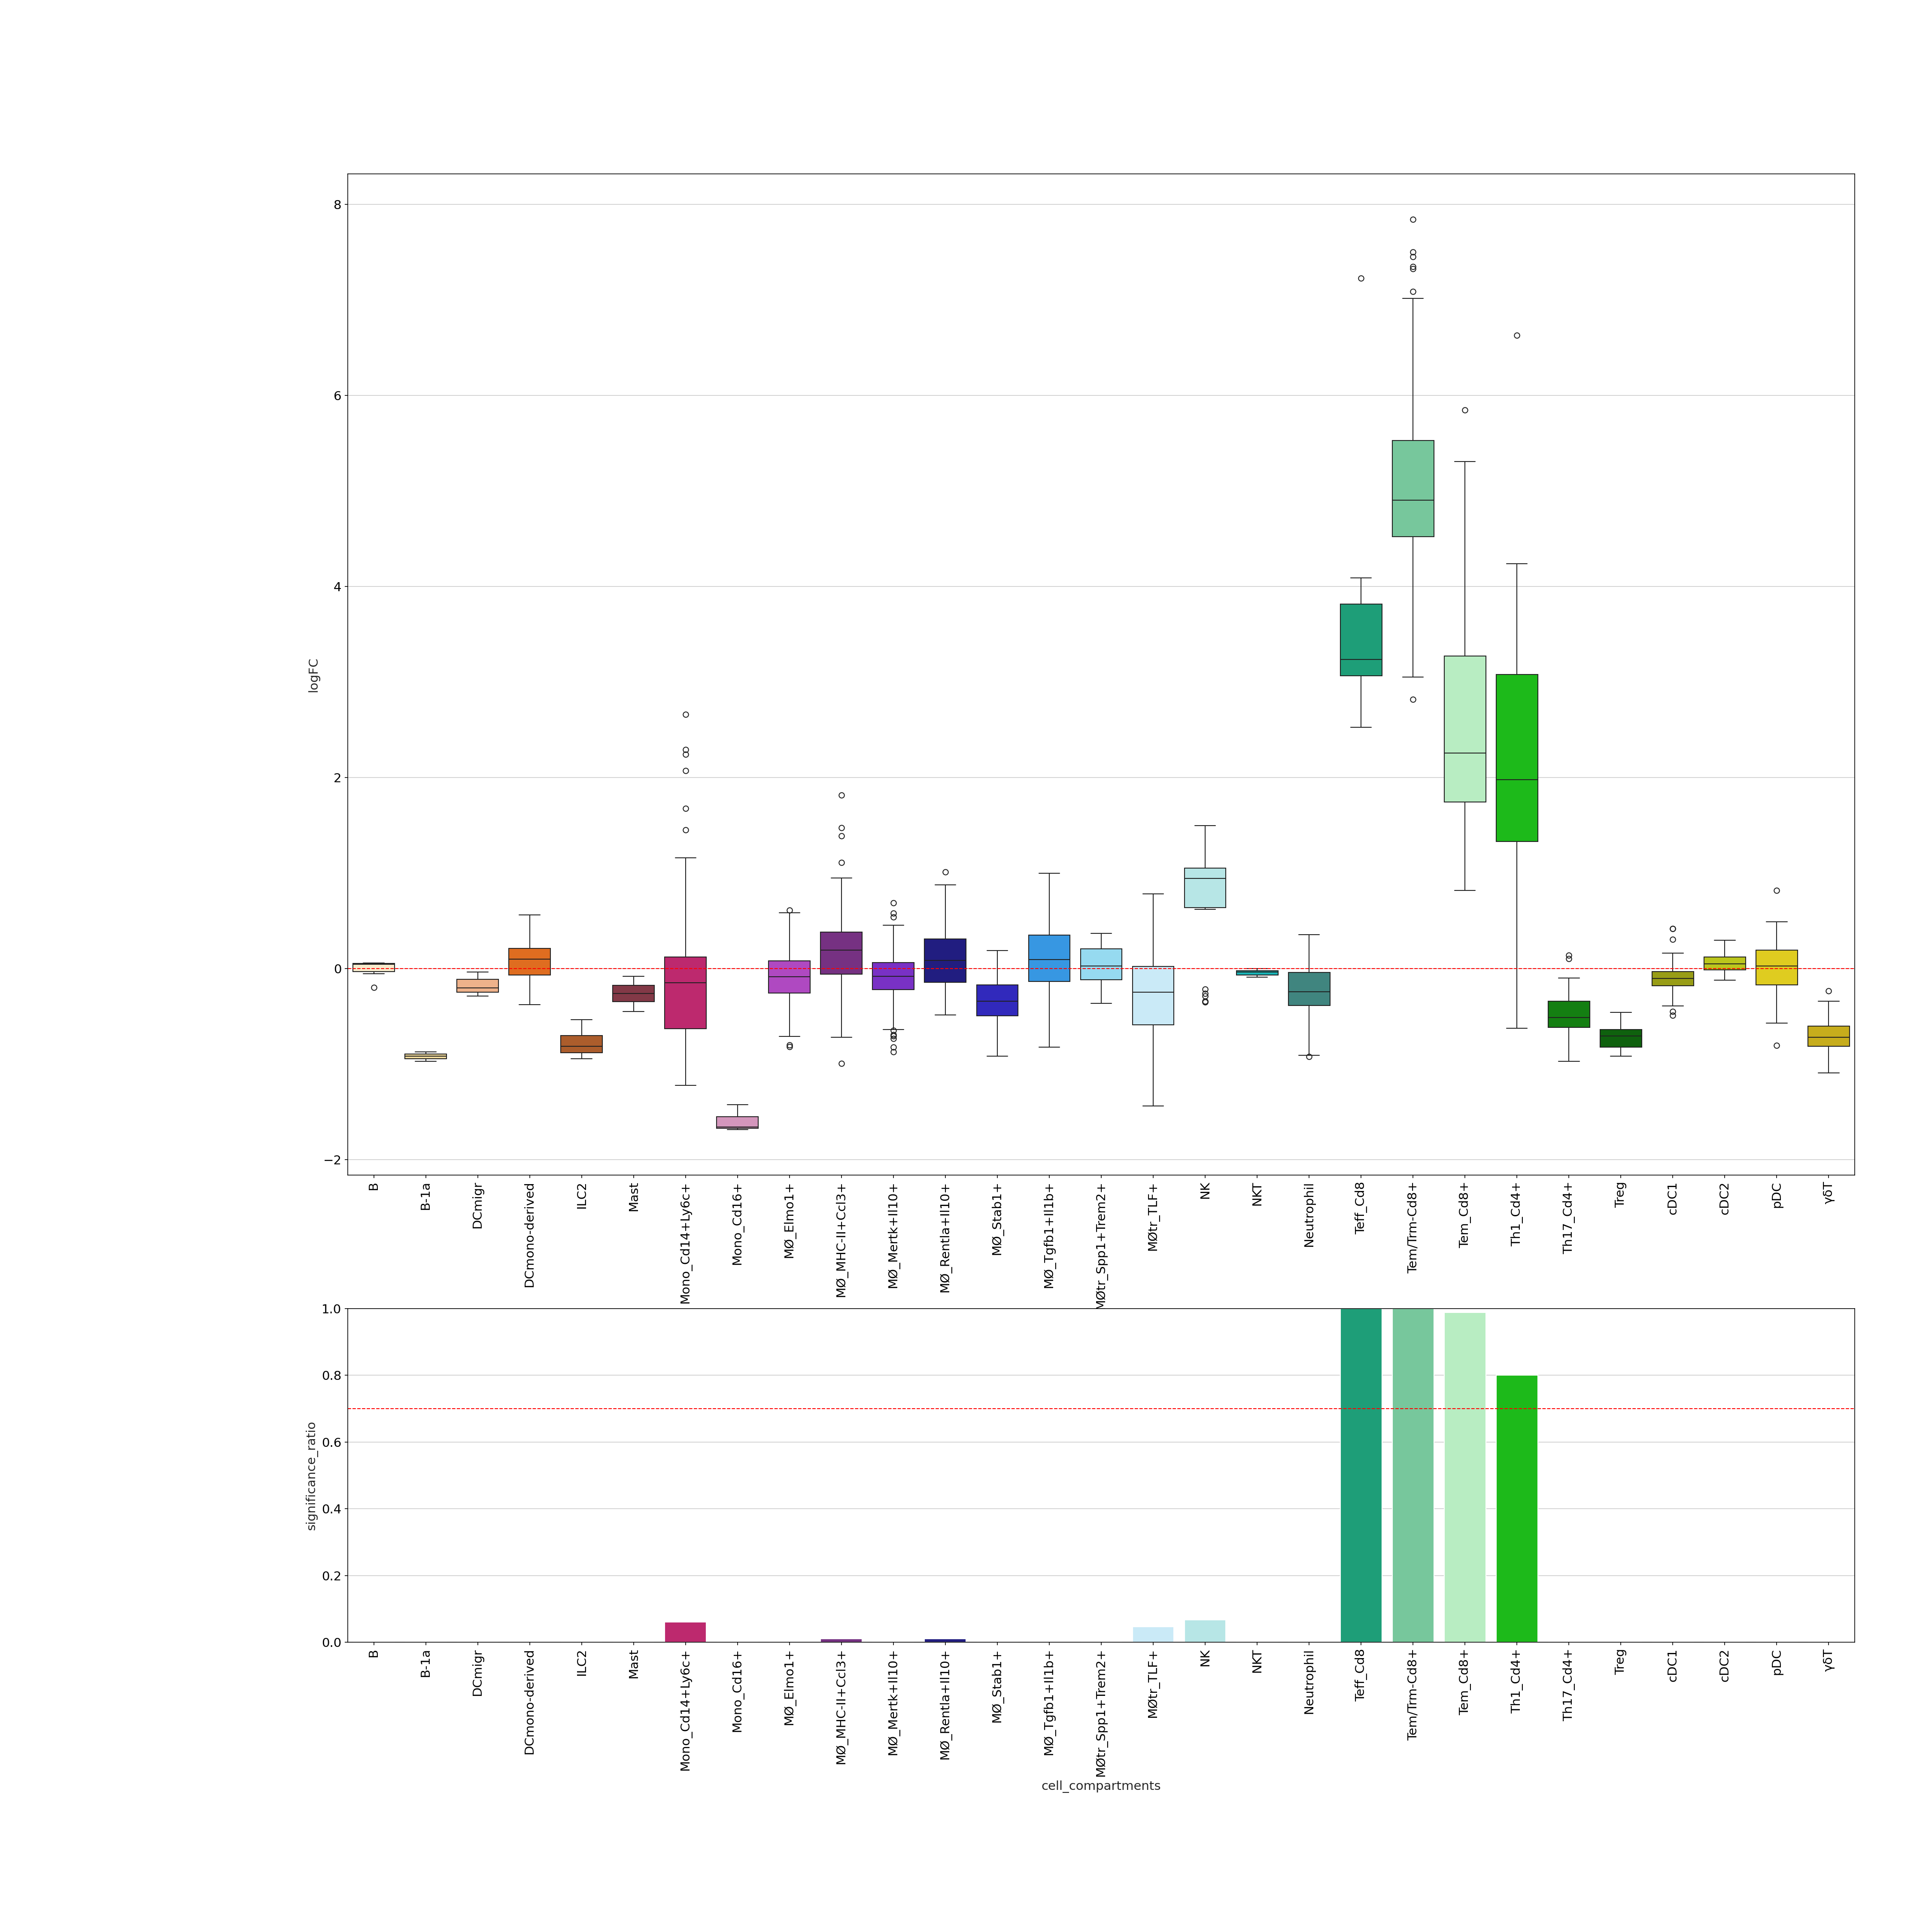 8
6
4
2
0
−2
logFC
B
B-1a
DCmigr
DCmono-derived
ILC2
Mast
Mono_Cd14+Ly6c+
Mono_Cd16+
MØ_Elmo1+
MØ_MHC-II+Ccl3+
MØ_Mertk+Il10+
MØ_Rentla+Il10+
MØ_Stab1+
MØ_Tgfb1+Il1b+
MØtr_Spp1+Trem2+
MØtr_TLF+
NK
NKT
Neutrophil
Teff_Cd8
Tem/Trm-Cd8+
Tem_Cd8+
Th1_Cd4+
Th17_Cd4+
Treg
cDC1
cDC2
pDC
γδT
1.0
0.8
0.6
0.4
0.2
0.0
significance_ratio
B
B-1a
DCmigr
DCmono-derived
ILC2
Mast
Mono_Cd14+Ly6c+
Mono_Cd16+
MØ_Elmo1+
MØ_MHC-II+Ccl3+
MØ_Mertk+Il10+
MØ_Rentla+Il10+
MØ_Stab1+
MØ_Tgfb1+Il1b+
MØtr_Spp1+Trem2+
MØtr_TLF+
NK
NKT
Neutrophil
Teff_Cd8
Tem/Trm-Cd8+
Tem_Cd8+
Th1_Cd4+
Th17_Cd4+
Treg
cDC1
cDC2
pDC
γδT
cell_compartments